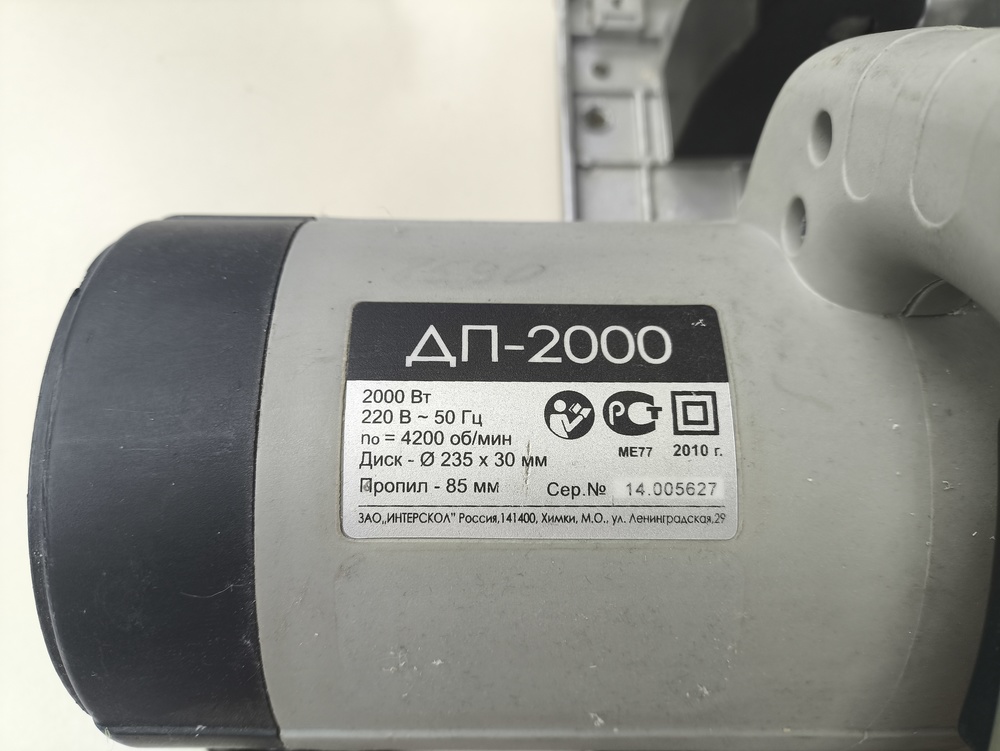 ДП-2000
2000 Вт
220 В ~ 50 Гц
no = 4200 об/мин
Диск - Ø 235 x 30 мм
Пропил - 85 мм
РСТ
МЕ77 2010 г.
Сер.№ 14.005627
ЗАО„ИНТЕРСКОЛ" Россия,141400, Химки, М.О., ул. Ленинградская,29